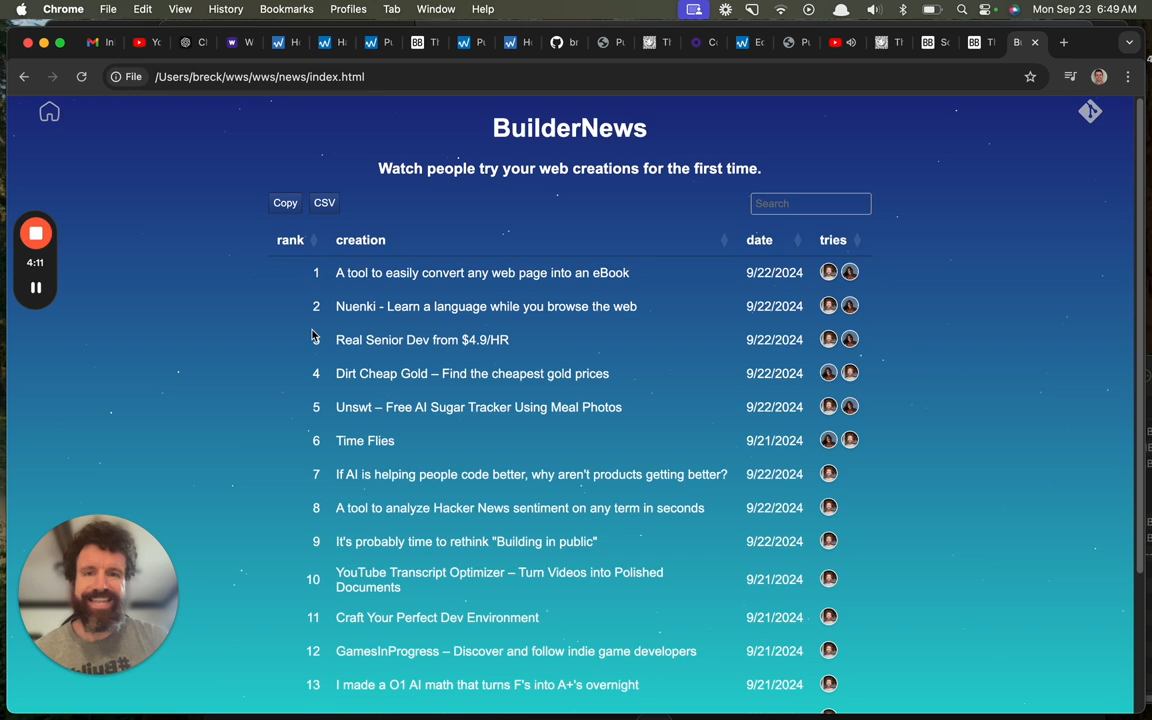 Chrome File Edit View History Bookmarks Profiles Tab Window Help Mon Sep 23 6:49 AM
File /Users/breck/wws/wws/news/index.html
BuilderNews
Watch people try your web creations for the first time.
Copy CSV Search
rank creation date tries
1 A tool to easily convert any web page into an eBook 9/22/2024
2 Nuenki - Learn a language while you browse the web 9/22/2024
3 Real Senior Dev from $4.9/HR 9/22/2024
4 Dirt Cheap Gold – Find the cheapest gold prices 9/22/2024
4:11
5 Unswt – Free AI Sugar Tracker Using Meal Photos 9/22/2024
6 Time Flies 9/21/2024
7 If AI is helping people code better, why aren't products getting better? 9/22/2024
8 A tool to analyze Hacker News sentiment on any term in seconds 9/22/2024
9 It's probably time to rethink "Building in public" 9/22/2024
10 YouTube Transcript Optimizer – Turn Videos into Polished
Documents 9/21/2024
11 Craft Your Perfect Dev Environment 9/21/2024
12 GamesInProgress – Discover and follow indie game developers 9/21/2024
13 I made a O1 AI math that turns F's into A+'s overnight 9/21/2024